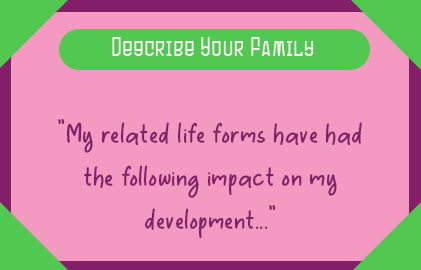 Describe Your Family
"My related life forms have had
the following impact on my
development..."